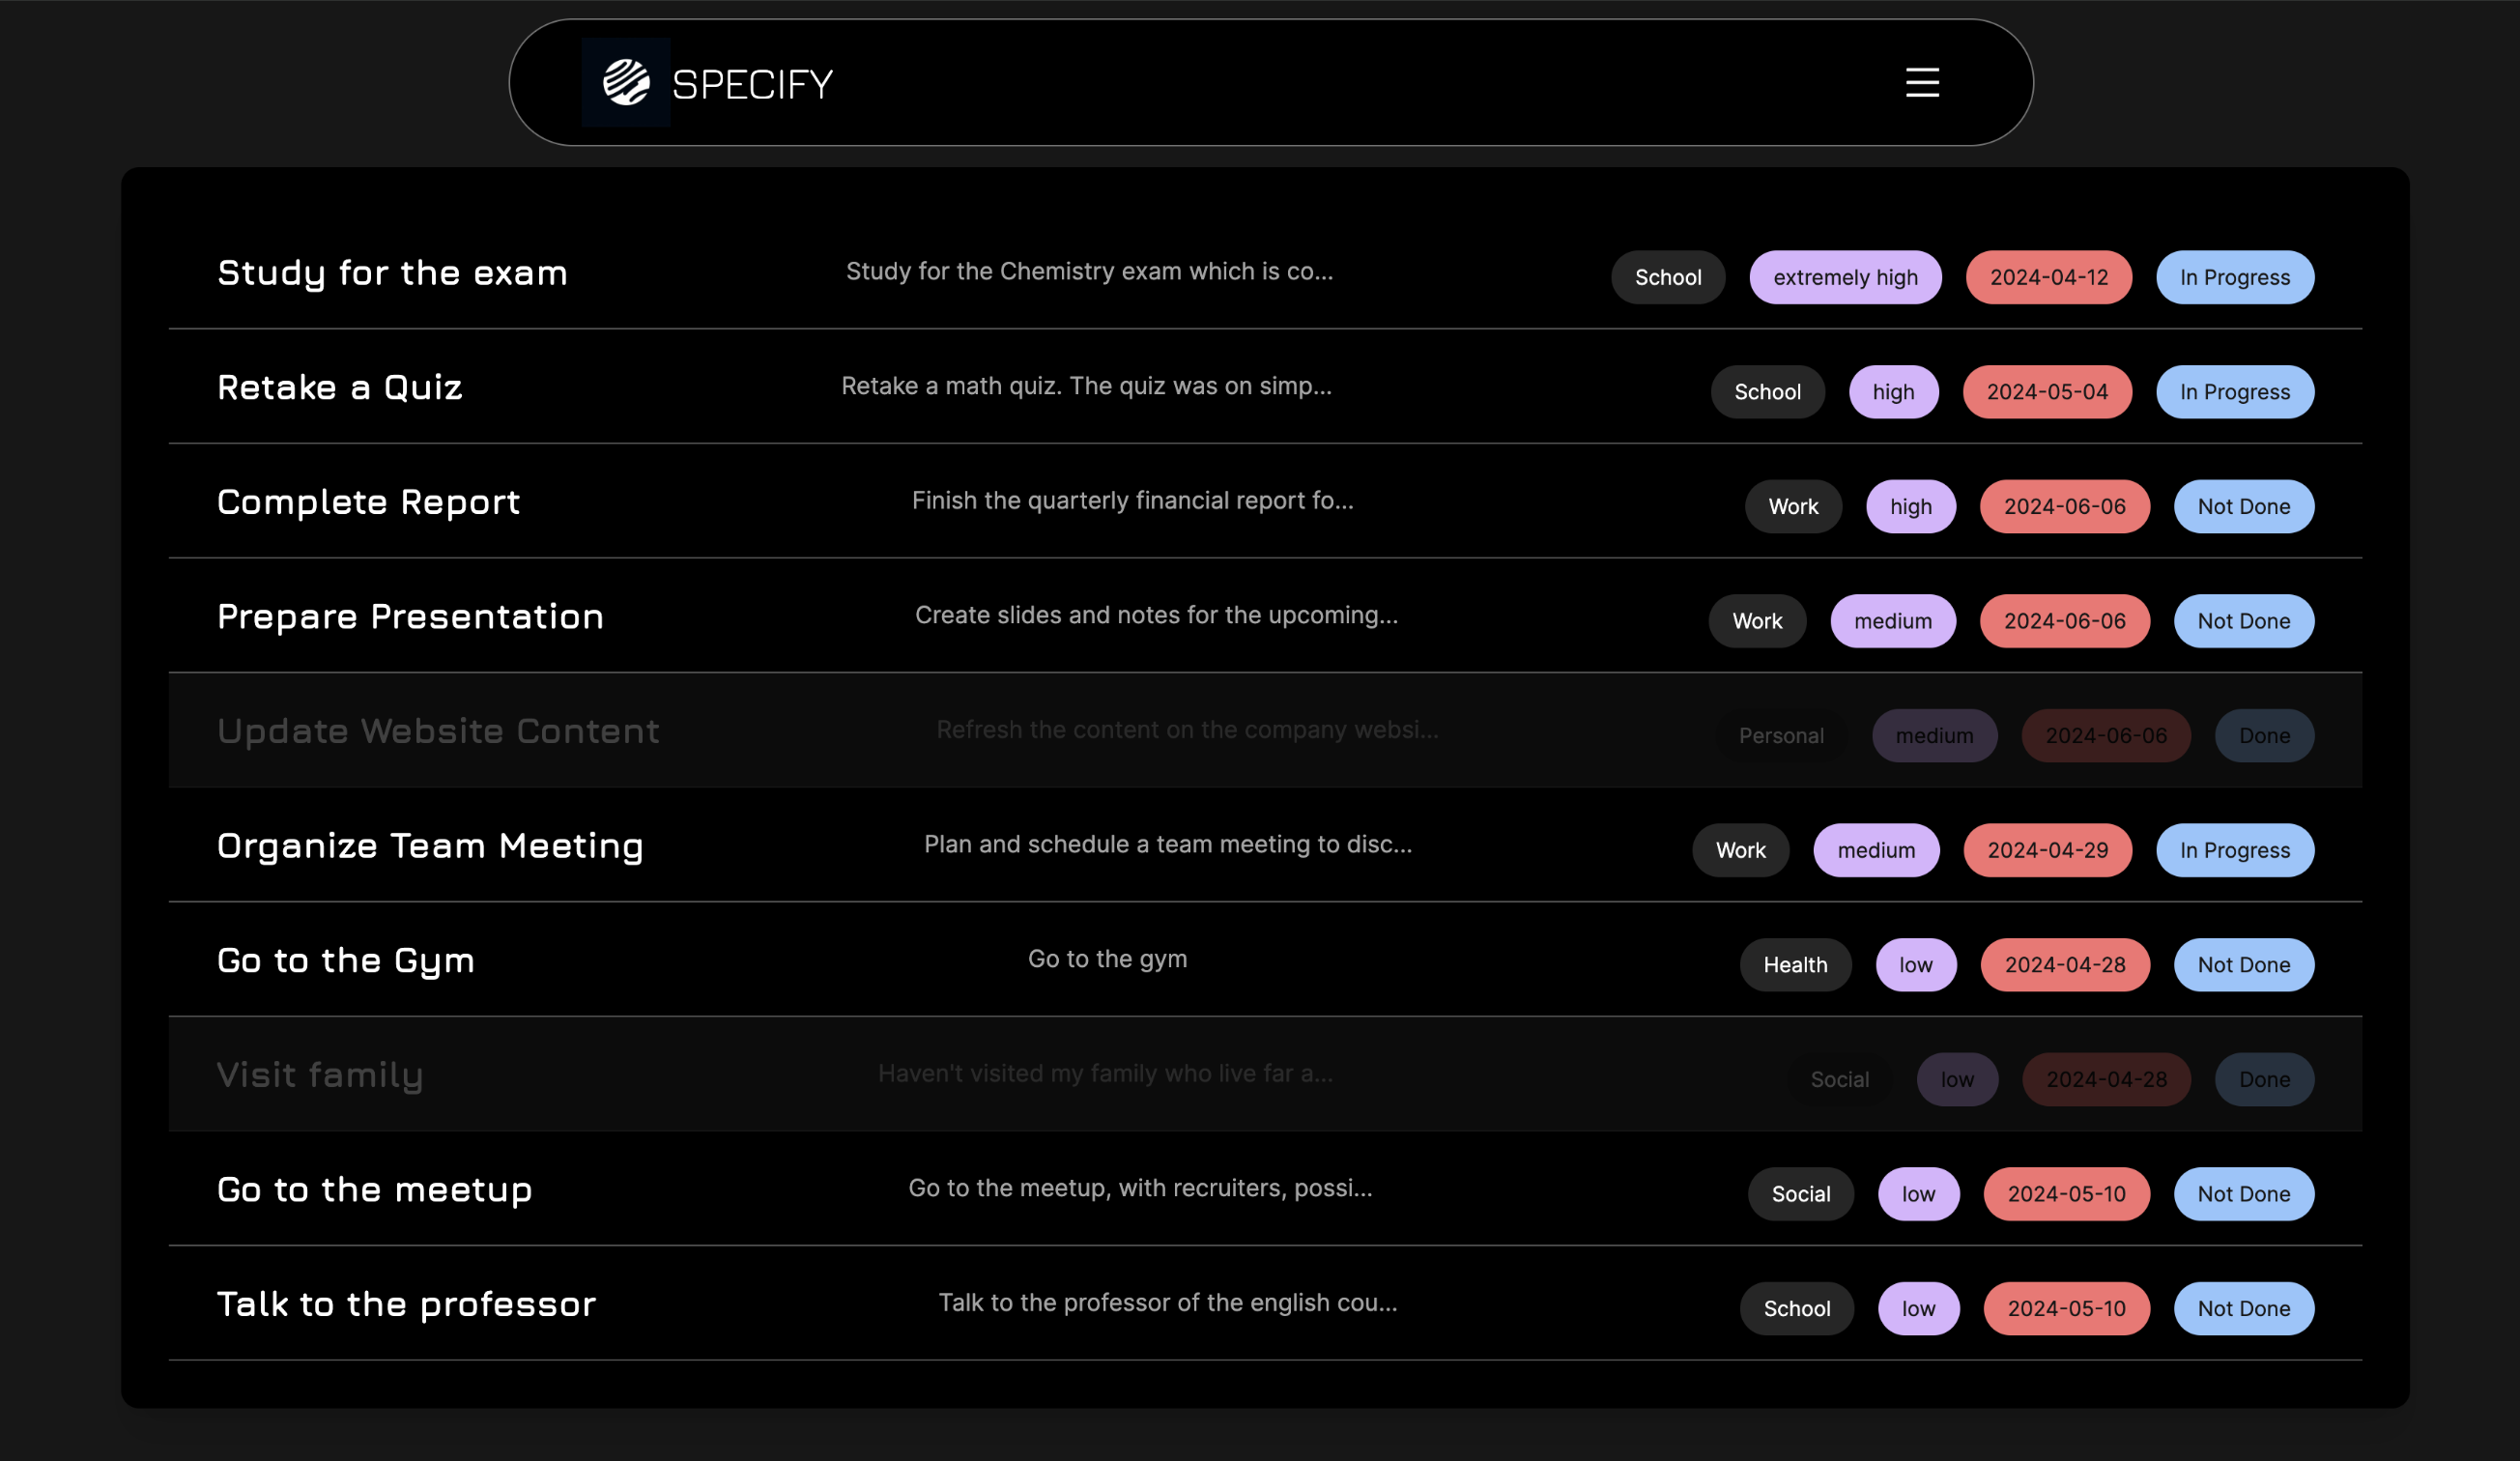 SPECIFY
Study for the exam Study for the Chemistry exam which is co... School extremely high 2024-04-12 In Progress
Retake a Quiz Retake a math quiz. The quiz was on simp... School high 2024-05-04 In Progress
Complete Report Finish the quarterly financial report fo... Work high 2024-06-06 Not Done
Prepare Presentation Create slides and notes for the upcoming... Work medium 2024-06-06 Not Done
Update Website Content Refresh the content on the company websi... Personal medium 2024-06-06 Done
Organize Team Meeting Plan and schedule a team meeting to disc... Work medium 2024-04-29 In Progress
Go to the Gym Go to the gym Health low 2024-04-28 Not Done
Visit family Haven't visited my family who live far a... Social low 2024-04-28 Done
Go to the meetup Go to the meetup, with recruiters, possi... Social low 2024-05-10 Not Done
Talk to the professor Talk to the professor of the english cou... School low 2024-05-10 Not Done